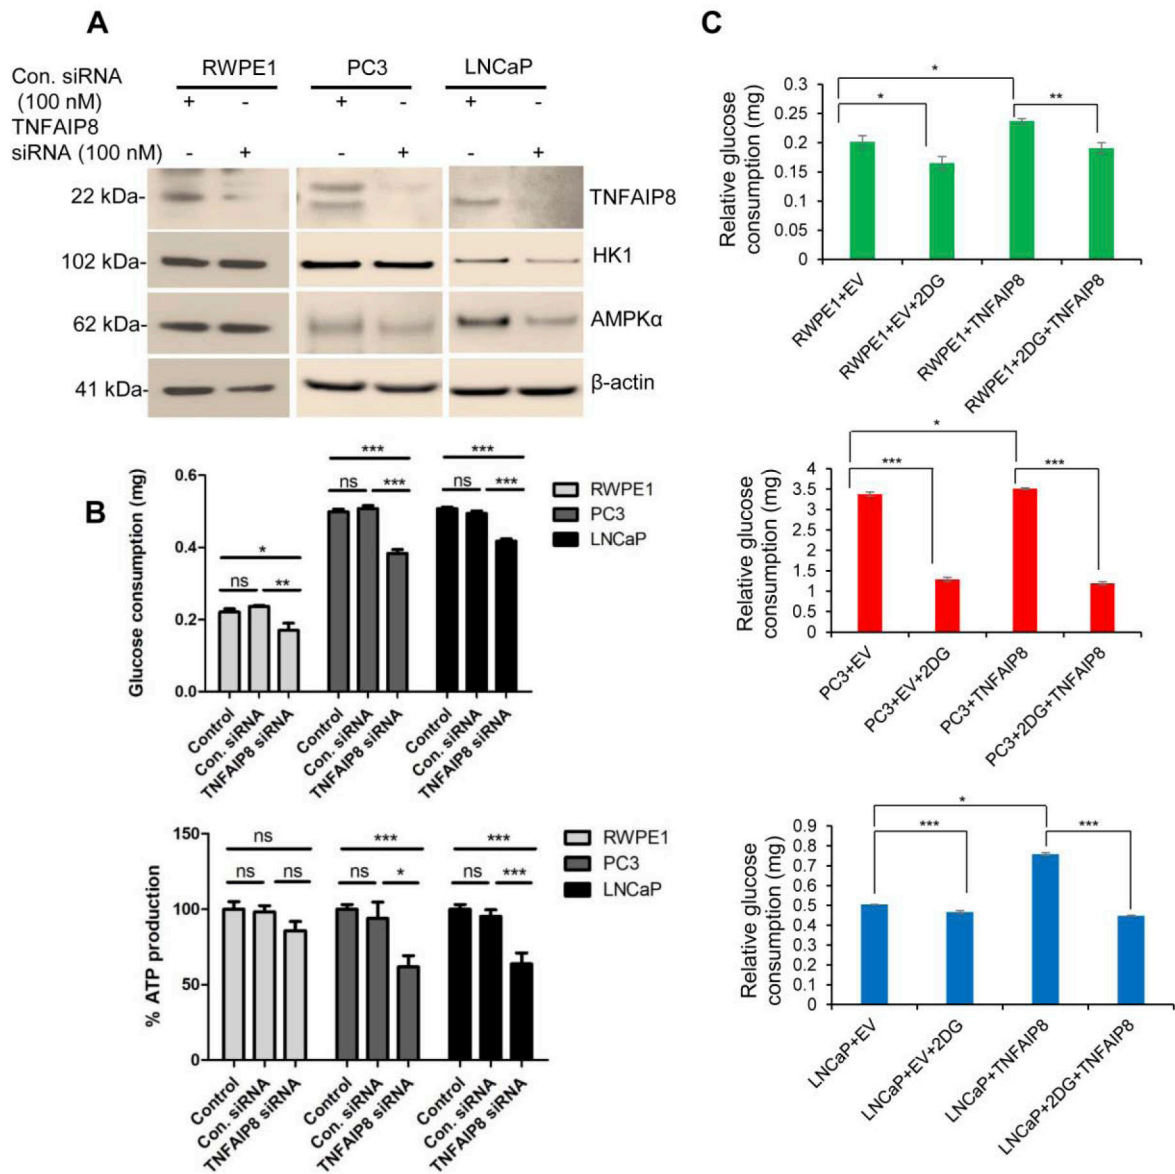 A
RWPE1 PC3 LNCaP
Con. siRNA
(100 nM) + - + - + -
TNFAIP8
siRNA (100 nM) - + - + - +
22 kDa- TNFAIP8
102 kDa- HK1
62 kDa- AMPKα
41 kDa- β-actin
B
Glucose consumption (mg)
0.6
0.4
0.2
0.0
* ns **
*** ns ***
*** ns ***
RWPE1
PC3
LNCaP
Control
Con. siRNA
TNFAIP8 siRNA
Control
Con. siRNA
TNFAIP8 siRNA
Control
Con. siRNA
TNFAIP8 siRNA
% ATP production
150
100
50
0
ns ns ns
*** ns *
*** ns ***
RWPE1
PC3
LNCaP
Control
Con. siRNA
TNFAIP8 siRNA
Control
Con. siRNA
TNFAIP8 siRNA
Control
Con. siRNA
TNFAIP8 siRNA
C
Relative glucose
consumption (mg)
0.3
0.25
0.2
0.15
0.1
0.05
0
*
* **
RWPE1+EV
RWPE1+EV+2DG
RWPE1+TNFAIP8
RWPE1+2DG+TNFAIP8
Relative glucose
consumption (mg)
4
3.5
3
2.5
2
1.5
1
0.5
0
*
*** ***
PC3+EV
PC3+EV+2DG
PC3+TNFAIP8
PC3+2DG+TNFAIP8
Relative glucose
consumption (mg)
0.9
0.8
0.7
0.6
0.5
0.4
0.3
0.2
0.1
0
*
*** ***
LNCaP+EV
LNCaP+EV+2DG
LNCaP+TNFAIP8
LNCaP+2DG+TNFAIP8